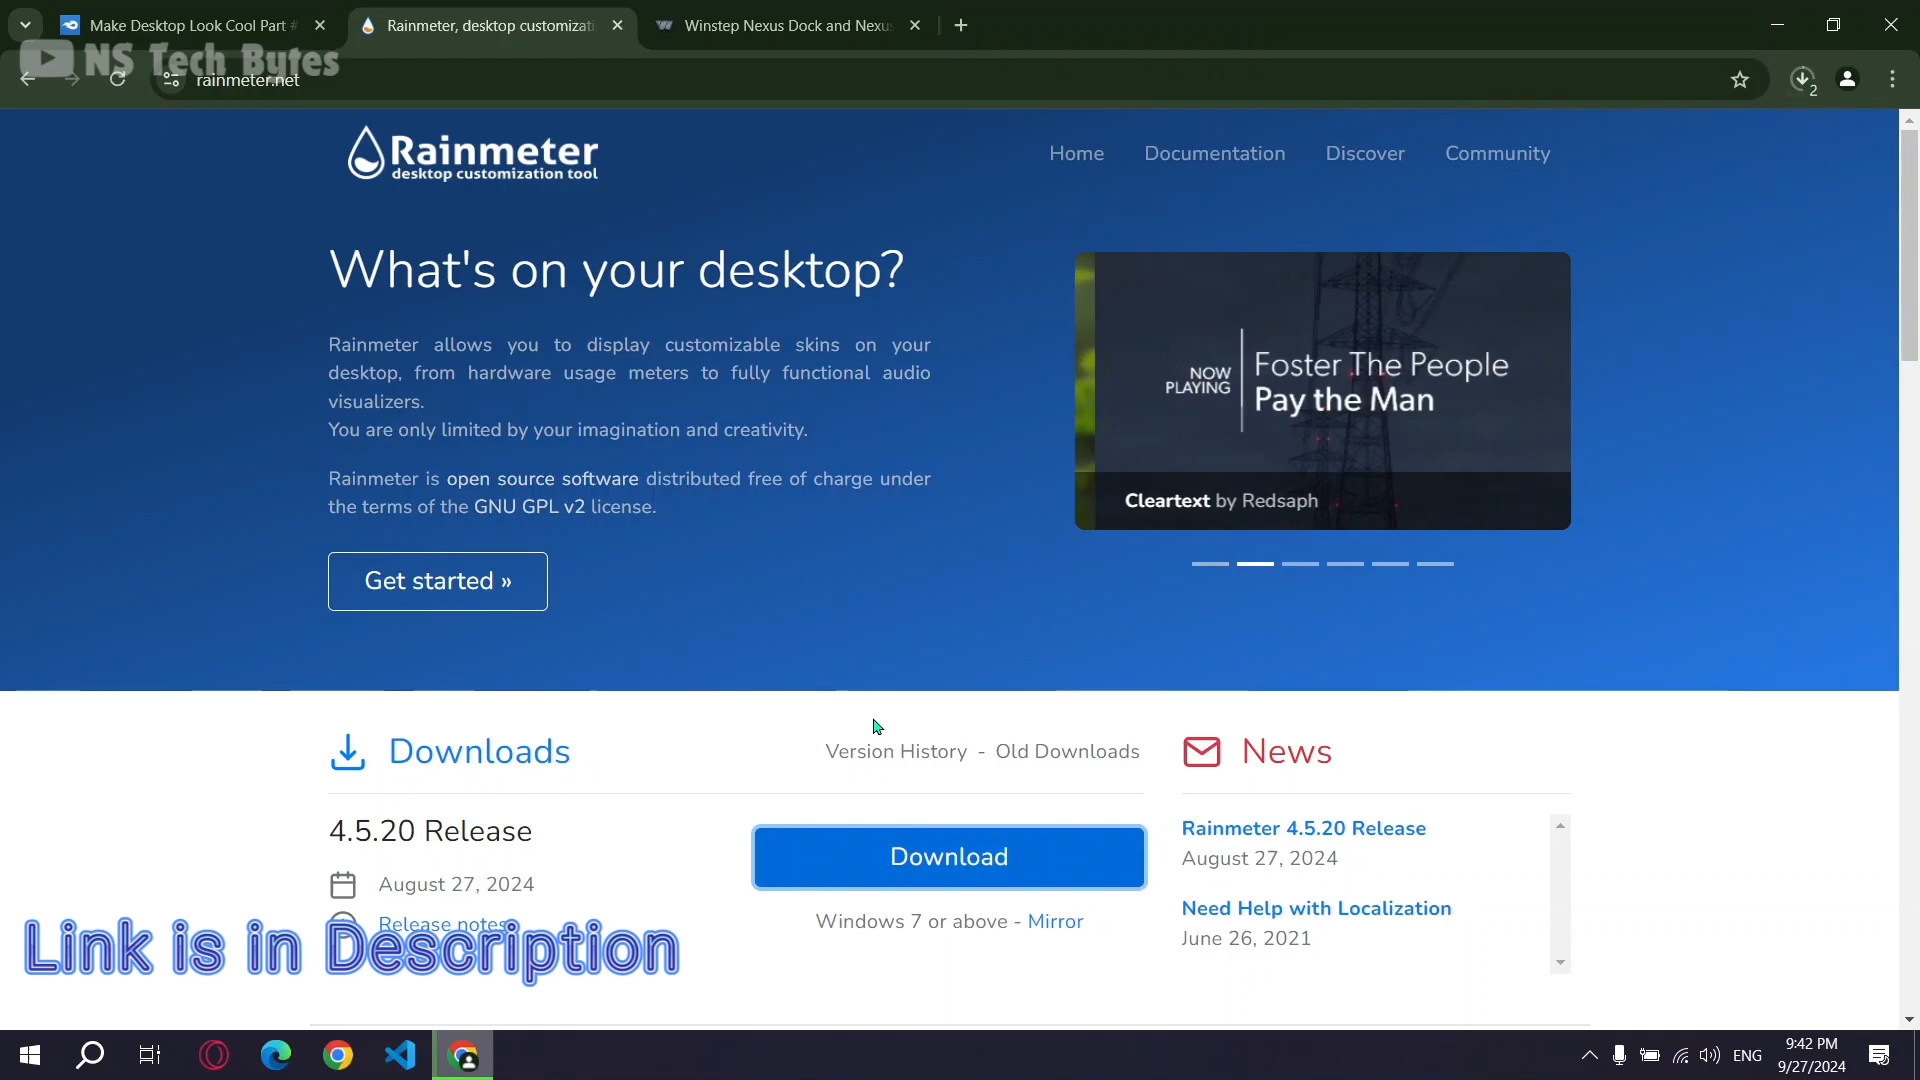 Make Desktop Look Cool Part #
Rainmeter, desktop customizati
Winstep Nexus Dock and Nexus
NS Tech Bytes
rainmeter.net
2
Rainmeter
desktop customization tool
Home
Documentation
Discover
Community
What's on your desktop?
Rainmeter allows you to display customizable skins on your
desktop, from hardware usage meters to fully functional audio
visualizers.
You are only limited by your imagination and creativity.
Rainmeter is open source software distributed free of charge under
the terms of the GNU GPL v2 license.
Get started »
NOW
PLAYING
Foster The People
Pay the Man
Cleartext by Redsaph
Downloads
Version History - Old Downloads
News
4.5.20 Release
August 27, 2024
Release notes
Download
Windows 7 or above - Mirror
Rainmeter 4.5.20 Release
August 27, 2024
Need Help with Localization
June 26, 2021
Link is in Description
ENG
9:42 PM
9/27/2024